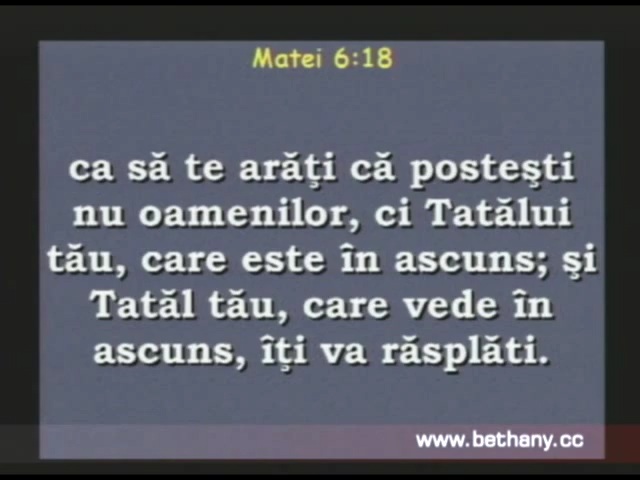 Matei 6:18
ca să te arăţi că posteşti
nu oamenilor, ci Tatălui
tău, care este în ascuns; şi
Tatăl tău, care vede în
ascuns, îţi va răsplăti.
www.bethany.cc